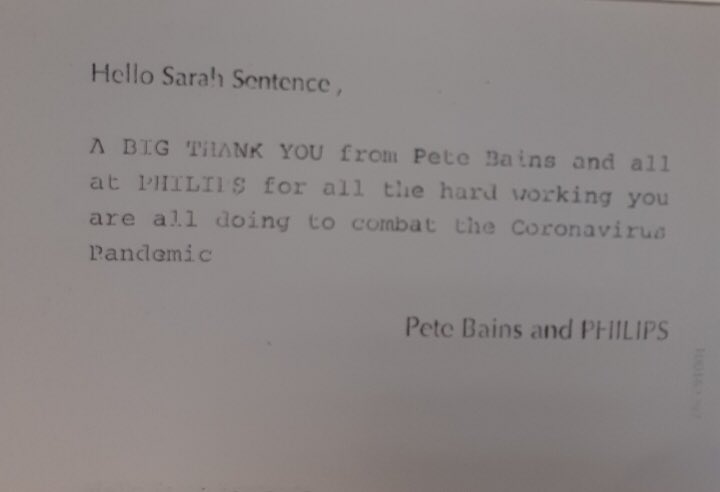 Hello Sarah Sentence,
A BIG THANK YOU from Pete Bains and all
at PHILIPS for all the hard working you
are all doing to combat the Coronavirus
Pandemic
Pete Bains and PHILIPS